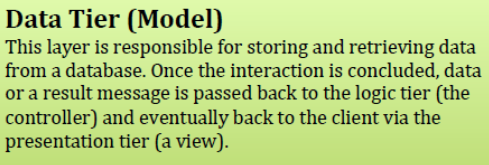 Data Tier (Model)
This layer is responsible for storing and retrieving data
from a database. Once the interaction is concluded, data
or a result message is passed back to the logic tier (the
controller) and eventually back to the client via the
presentation tier (a view).